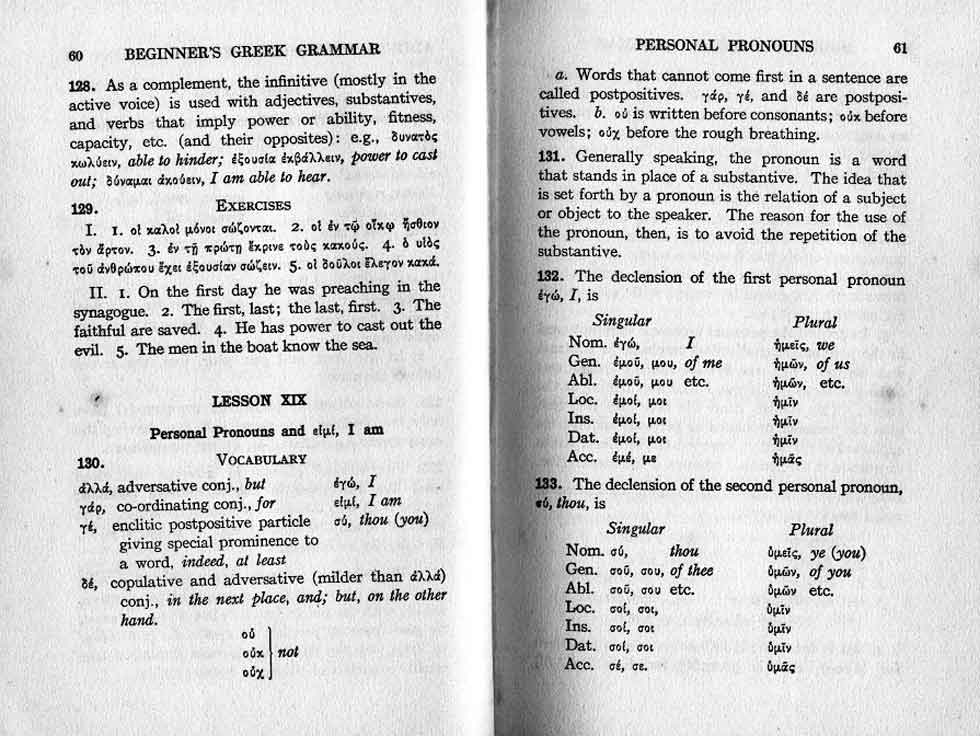 60 BEGINNER'S GREEK GRAMMAR
128. As a complement, the infinitive (mostly in the
active voice) is used with adjectives, substantives,
and verbs that imply power or ability, fitness,
capacity, etc. (and their opposites): e.g., δυνατὸς
κωλύειν, able to hinder; ἐξουσία ἐκβάλλειν, power to cast
out; δύναμαι ἀκούειν, I am able to hear.
129. EXERCISES
I. 1. οἱ καλοὶ μόνοι σώζονται. 2. οἱ ἐν τῷ οἴκῳ ἤσθιον
τὸν ἄρτον. 3. ἐν τῇ πρώτῃ ἔκρινε τοὺς κακούς. 4. ὁ υἱὸς
τοῦ ἀνθρώπου ἔχει ἐξουσίαν σώζειν. 5. οἱ δοῦλοι ἔλεγον κακά.
II. 1. On the first day he was preaching in the
synagogue. 2. The first, last; the last, first. 3. The
faithful are saved. 4. He has power to cast out the
evil. 5. The men in the boat know the sea.
LESSON XIX
Personal Pronouns and εἰμί, I am
130. VOCABULARY
ἀλλά, adversative conj., but ἐγώ, I
γάρ, co-ordinating conj., for εἰμί, I am
γέ, enclitic postpositive particle σύ, thou (you)
giving special prominence to
a word, indeed, at least
δέ, copulative and adversative (milder than ἀλλά)
conj., in the next place, and; but, on the other
hand.
οὐ
οὐκ not
οὐχ
PERSONAL PRONOUNS 61
a. Words that cannot come first in a sentence are
called postpositives. γάρ, γέ, and δέ are postposi-
tives. b. οὐ is written before consonants; οὐκ before
vowels; οὐχ before the rough breathing.
131. Generally speaking, the pronoun is a word
that stands in place of a substantive. The idea that
is set forth by a pronoun is the relation of a subject
or object to the speaker. The reason for the use of
the pronoun, then, is to avoid the repetition of the
substantive.
132. The declension of the first personal pronoun
ἐγώ, I, is
Singular Plural
Nom. ἐγώ, I ἡμεῖς, we
Gen. ἐμοῦ, μου, of me ἡμῶν, of us
Abl. ἐμοῦ, μου etc. ἡμῶν, etc.
Loc. ἐμοί, μοι ἡμῖν
Ins. ἐμοί, μοι ἡμῖν
Dat. ἐμοί, μοι ἡμῖν
Acc. ἐμέ, με ἡμᾶς
133. The declension of the second personal pronoun,
σύ, thou, is
Singular Plural
Nom. σύ, thou ὑμεῖς, ye (you)
Gen. σοῦ, σου, of thee ὑμῶν, of you
Abl. σοῦ, σου etc. ὑμῶν etc.
Loc. σοί, σοι, ὑμῖν
Ins. σοί, σοι ὑμῖν
Dat. σοί, σοι ὑμῖν
Acc. σέ, σε. ὑμᾶς